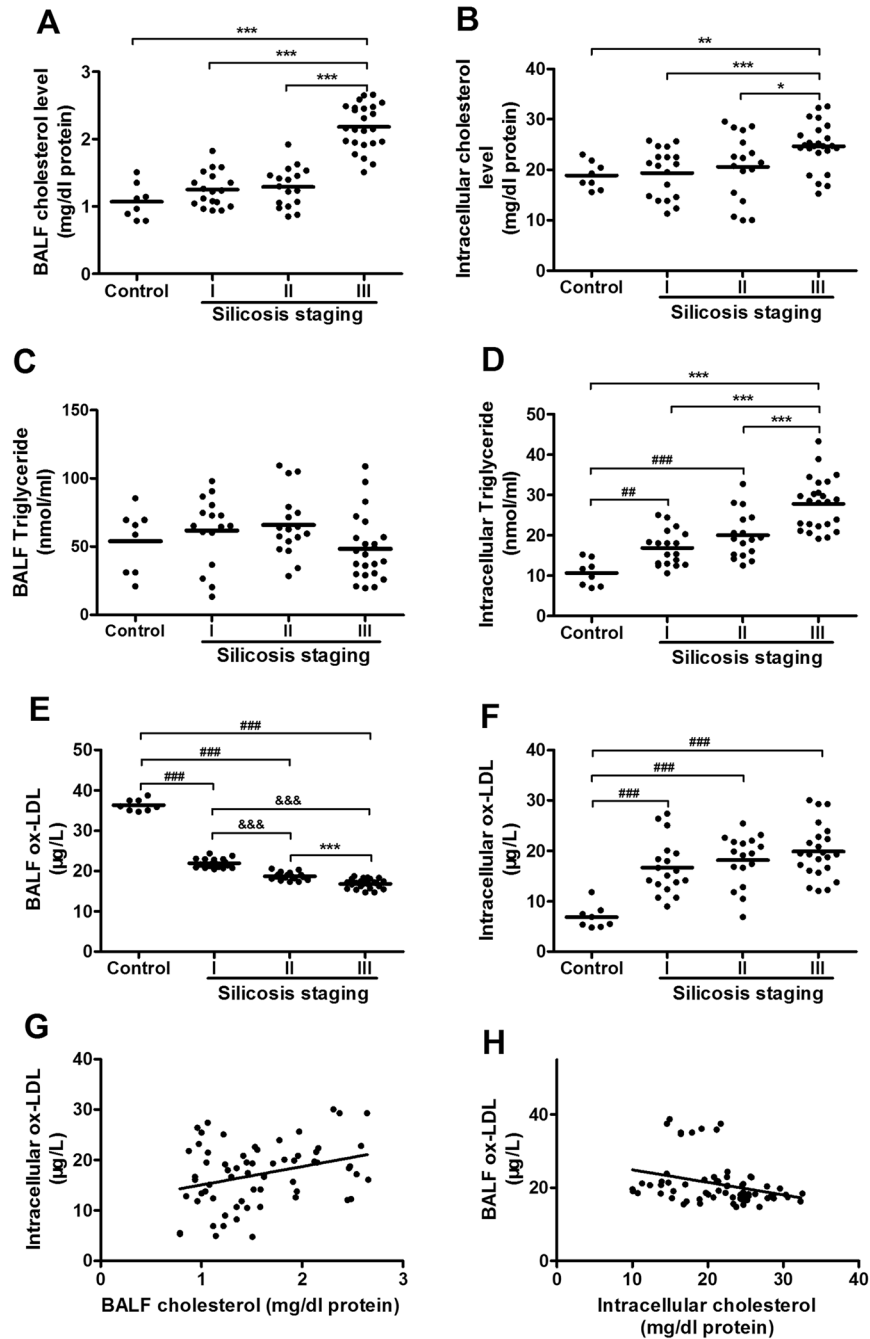 A
***
***
***
BALF cholesterol level
(mg/dl protein)
3
2
1
0
Control
I
II
III
Silicosis staging
B
**
***
*
Intracellular cholesterol
level
(mg/dl protein)
40
30
20
10
0
Control
I
II
III
Silicosis staging
C
BALF Triglyceride
(nmol/ml)
150
100
50
0
Control
I
II
III
Silicosis staging
D
***
***
***
###
##
Intracellular Triglyceride
(nmol/ml)
50
40
30
20
10
0
Control
I
II
III
Silicosis staging
E
###
###
###
&&&
&&&
***
BALF ox-LDL
(μg/L)
50
40
30
20
10
0
Control
I
II
III
Silicosis staging
F
###
###
###
Intracellular ox-LDL
(μg/L)
40
30
20
10
0
Control
I
II
III
Silicosis staging
G
Intracellular ox-LDL
(μg/L)
40
30
20
10
0
0
1
2
3
BALF cholesterol (mg/dl protein)
H
BALF ox-LDL
(μg/L)
40
20
0
0
10
20
30
40
Intracellular cholesterol
(mg/dl protein)